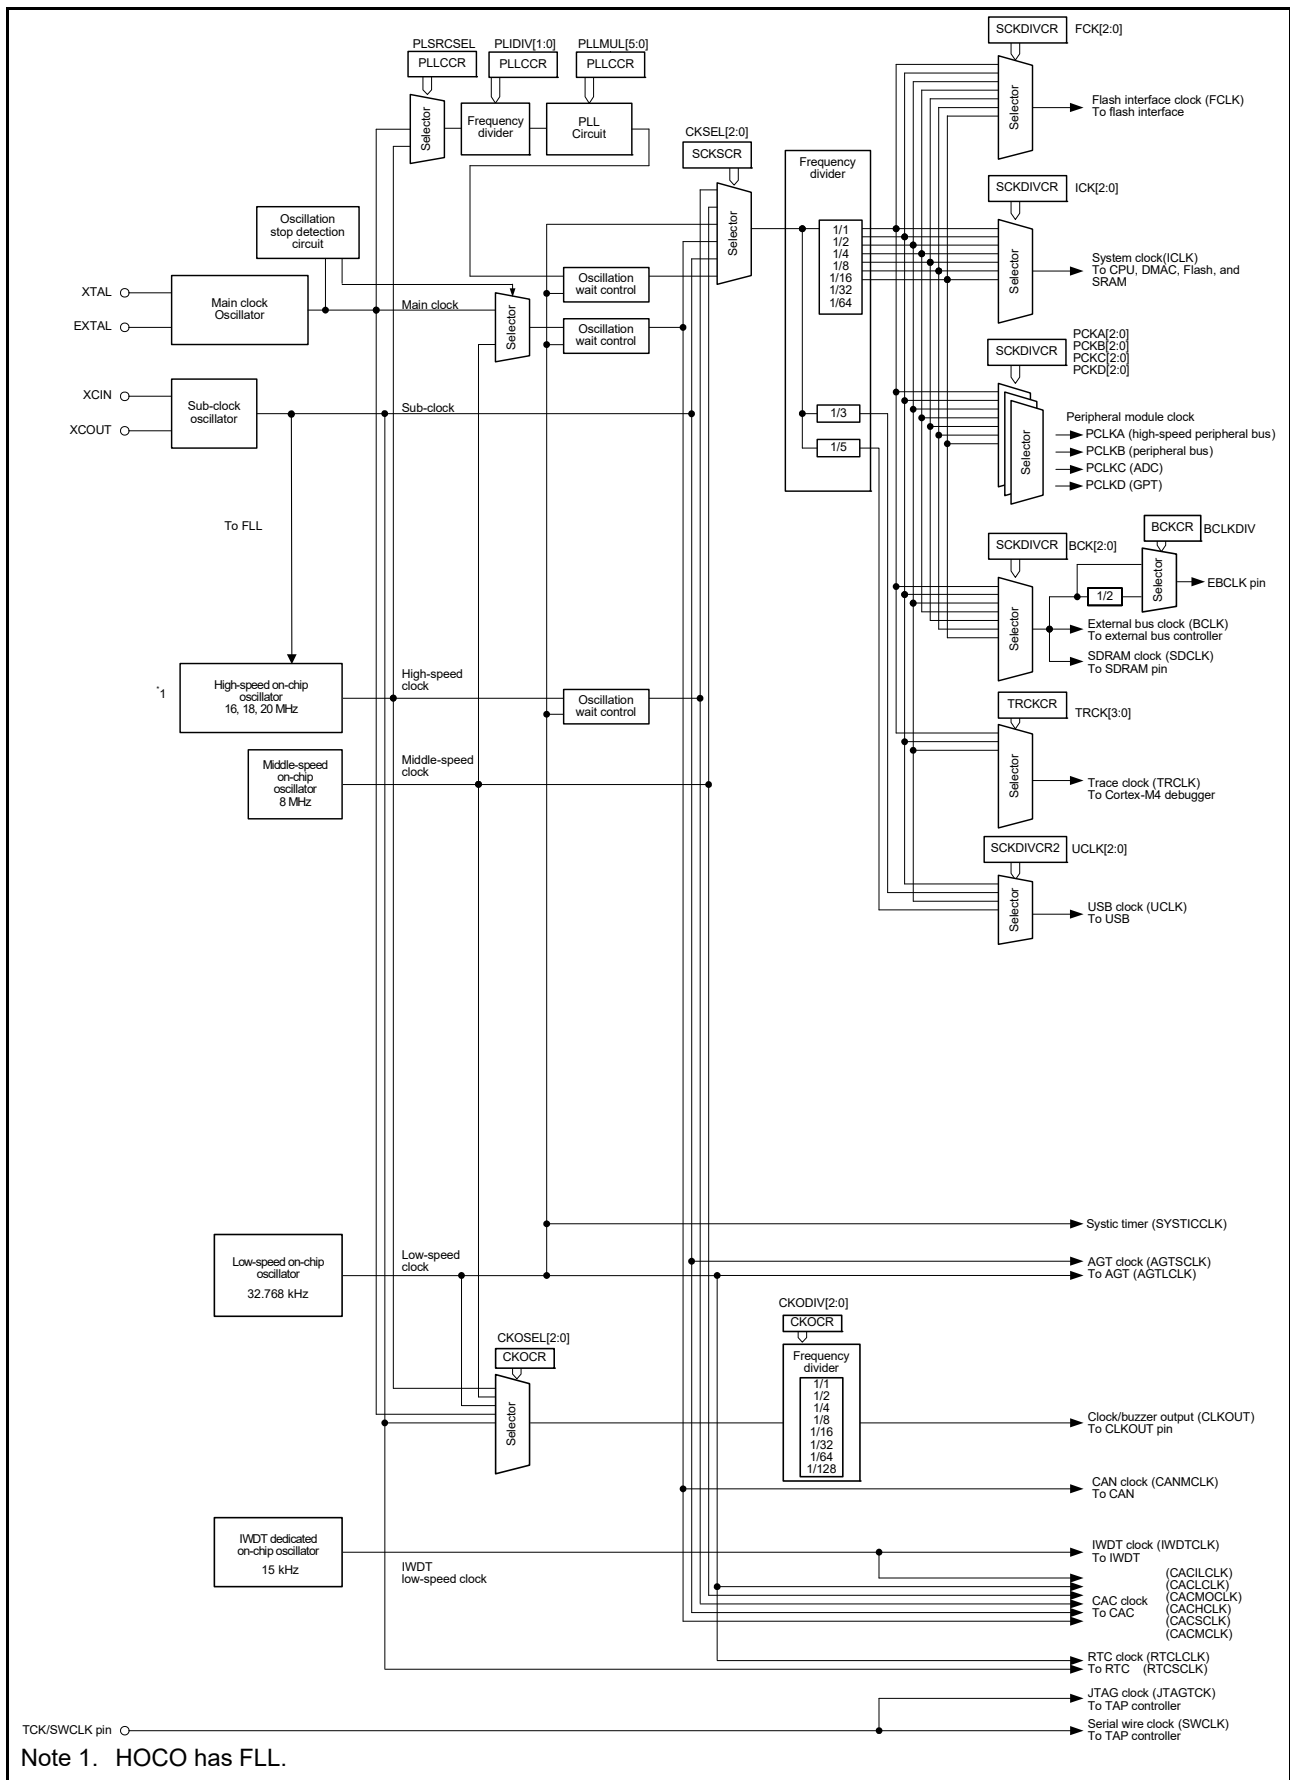 PLSRCSEL
PLLCCR
PLIDIV[1:0]
PLLCCR
PLLMUL[5:0]
PLLCCR
Selector
Frequency
divider
PLL
Circuit
CKSEL[2:0]
SCKSCR
Selector
Frequency
divider
1/1
1/2
1/4
1/8
1/16
1/32
1/64
1/3
1/5
SCKDIVCR
FCK[2:0]
Selector
Flash interface clock (FCLK)
To flash interface
SCKDIVCR
ICK[2:0]
Selector
System clock(ICLK)
To CPU, DMAC, Flash, and
SRAM
Oscillation
stop detection
circuit
XTAL
EXTAL
Main clock
Oscillator
Main clock
Selector
Oscillation
wait control
Oscillation
wait control
XCIN
XCOUT
Sub-clock
oscillator
Sub-clock
SCKDIVCR
PCKA[2:0]
PCKB[2:0]
PCKC[2:0]
PCKD[2:0]
Selector
Peripheral module clock
PCLKA (high-speed peripheral bus)
PCLKB (peripheral bus)
PCLKC (ADC)
PCLKD (GPT)
To FLL
SCKDIVCR
BCK[2:0]
Selector
BCKCR
BCLKDIV
Selector
1/2
EBCLK pin
External bus clock (BCLK)
To external bus controller
SDRAM clock (SDCLK)
To SDRAM pin
*1
High-speed on-chip
oscillator
16, 18, 20 MHz
High-speed
clock
Oscillation
wait control
Middle-speed
on-chip
oscillator
8 MHz
Middle-speed
clock
TRCKCR
TRCK[3:0]
Selector
Trace clock (TRCLK)
To Cortex-M4 debugger
SCKDIVCR2
UCLK[2:0]
Selector
USB clock (UCLK)
To USB
Systic timer (SYSTICCLK)
Low-speed on-chip
oscillator
32.768 kHz
Low-speed
clock
AGT clock (AGTSCLK)
To AGT (AGTLCLK)
CKOSEL[2:0]
CKOCR
Selector
CKODIV[2:0]
CKOCR
Frequency
divider
1/1
1/2
1/4
1/8
1/16
1/32
1/64
1/128
Clock/buzzer output (CLKOUT)
To CLKOUT pin
CAN clock (CANMCLK)
To CAN
IWDT dedicated
on-chip oscillator
15 kHz
IWDT
low-speed clock
IWDT clock (IWDTCLK)
To IWDT
CAC clock
To CAC
(CACILCLK)
(CACLCLK)
(CACMOCLK)
(CACHCLK)
(CACSCLK)
(CACMCLK)
RTC clock (RTCLCLK)
To RTC (RTCSCLK)
JTAG clock (JTAGTCK)
To TAP controller
TCK/SWCLK pin
Serial wire clock (SWCLK)
To TAP controller
Note 1. HOCO has FLL.